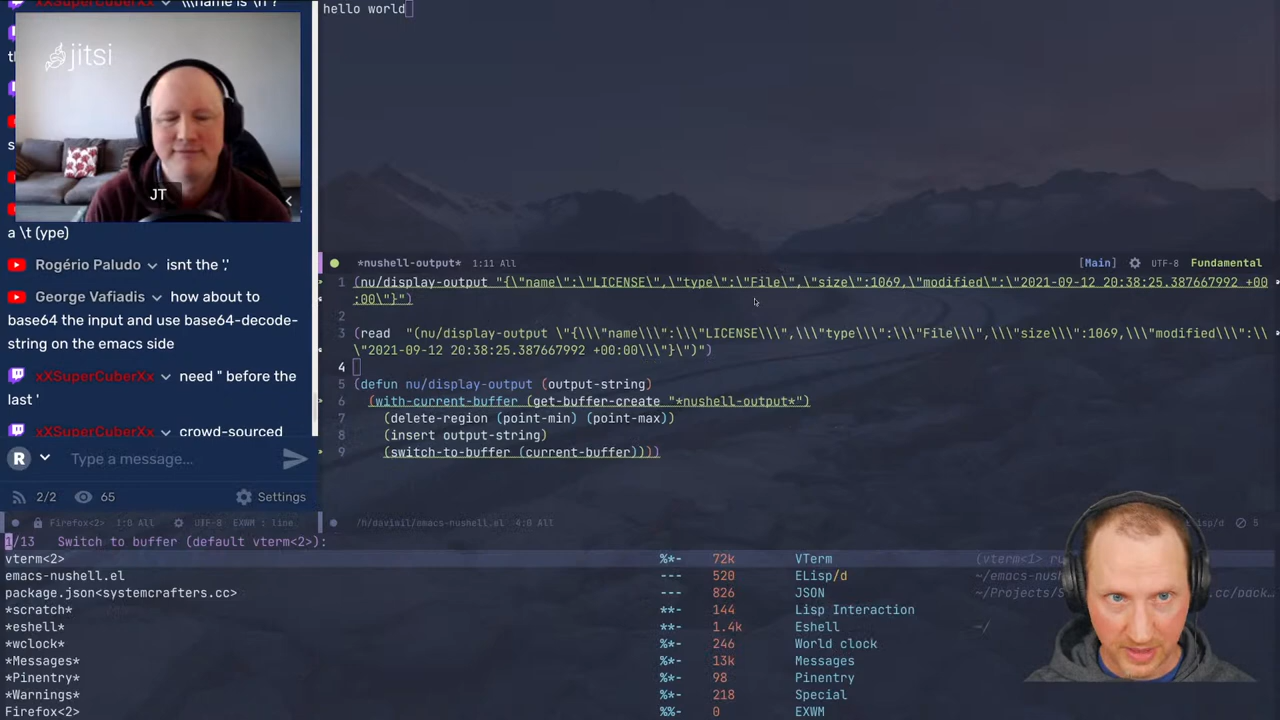 xXSuperCuberXx \\\name is \n ?
jitsi
JT
a \t (ype)
Rogério Paludo isnt the ';'
George Vafiadis how about to
base64 the input and use base64-decode-
string on the emacs side
xXSuperCuberXx need " before the
last '
xXSuperCuberXx crowd-sourced
R Type a message...
2/2 65 Settings
Firefox<2> 1:0 All UTF-8 EXWM : line
hello world
*nushell-output* 1:11 All [Main] UTF-8 Fundamental
1 (nu/display-output "{\"name\":\"LICENSE\",\"type\":\"File\",\"size\":1069,\"modified\":\"2021-09-12 20:38:25.387667992 +00
:00\"}")
2
3 (read "(nu/display-output \"{\\\"name\\\":\\\"LICENSE\\\",\\\"type\\\":\\\"File\\\",\\\"size\\\":1069,\\\"modified\\\":\\
\"2021-09-12 20:38:25.387667992 +00:00\\\"}\")")
4
5 (defun nu/display-output (output-string)
6 (with-current-buffer (get-buffer-create "*nushell-output*")
7 (delete-region (point-min) (point-max))
8 (insert output-string)
9 (switch-to-buffer (current-buffer))))
/h/daviwil/emacs-nushell.el 4:0 All isp/d 5
1/13 Switch to buffer (default vterm<2>):
vterm<2> %*- 72k VTerm
emacs-nushell.el --- 520 ELisp/d ~/emacs-nush
package.json<systemcrafters.cc> --- 826 JSON ~/Projects/S .cc/pack...
*scratch* **- 144 Lisp Interaction
*eshell* **- 1.4k Eshell ~/
*wclock* %*- 246 World clock
*Messages* %*- 13k Messages
*Pinentry* %*- 98 Pinentry
*Warnings* %*- 218 Special
Firefox<2> %%- 0 EXWM